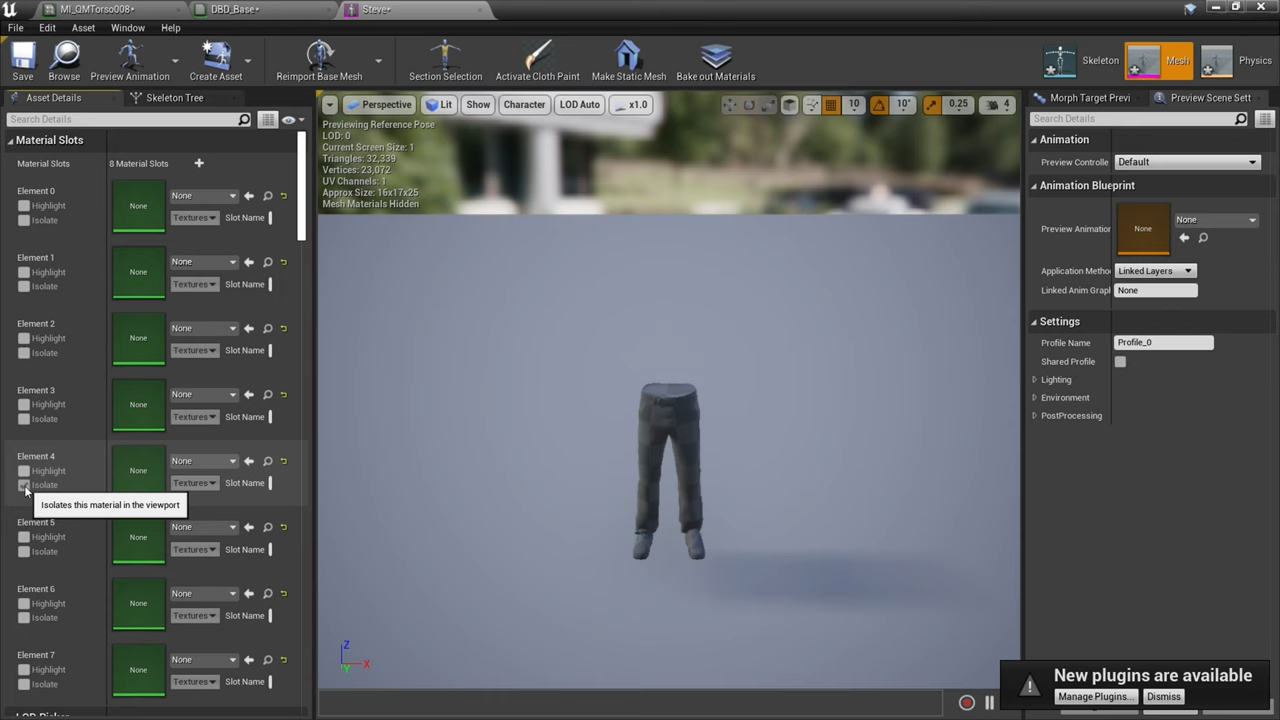 MI_QMTorso008*
DBD_Base*
Steve*
File Edit Asset Window Help
Save Browse Preview Animation Create Asset Reimport Base Mesh Section Selection Activate Cloth Paint Make Static Mesh Bake out Materials Skeleton Mesh Physics
Asset Details Skeleton Tree
Search Details
Material Slots
Material Slots 8 Material Slots
Element 0
Highlight
Isolate
None
None
Textures
Slot Name
Element 1
Highlight
Isolate
None
None
Textures
Slot Name
Element 2
Highlight
Isolate
None
None
Textures
Slot Name
Element 3
Highlight
Isolate
None
None
Textures
Slot Name
Element 4
Highlight
Isolate
None
None
Textures
Slot Name
Isolates this material in the viewport
Element 5
Highlight
Isolate
None
None
Textures
Slot Name
Element 6
Highlight
Isolate
None
None
Textures
Slot Name
Element 7
Highlight
Isolate
None
None
Textures
Slot Name
LOD Picker
Perspective Lit Show Character LOD Auto x1.0 10 10° 0.25 4
Previewing Reference Pose
LOD: 0
Current Screen Size: 1
Triangles: 32,339
Vertices: 23,072
UV Channels: 1
Approx Size: 16x17x25
Mesh Materials Hidden
Z
X
Y
Morph Target Previ Preview Scene Sett
Search Details
Animation
Preview Controlle Default
Animation Blueprint
Preview Animation None None
Application Metho Linked Layers
Linked Anim Grap None
Settings
Profile Name Profile_0
Shared Profile
Lighting
Environment
PostProcessing
New plugins are available
Manage Plugins... Dismiss